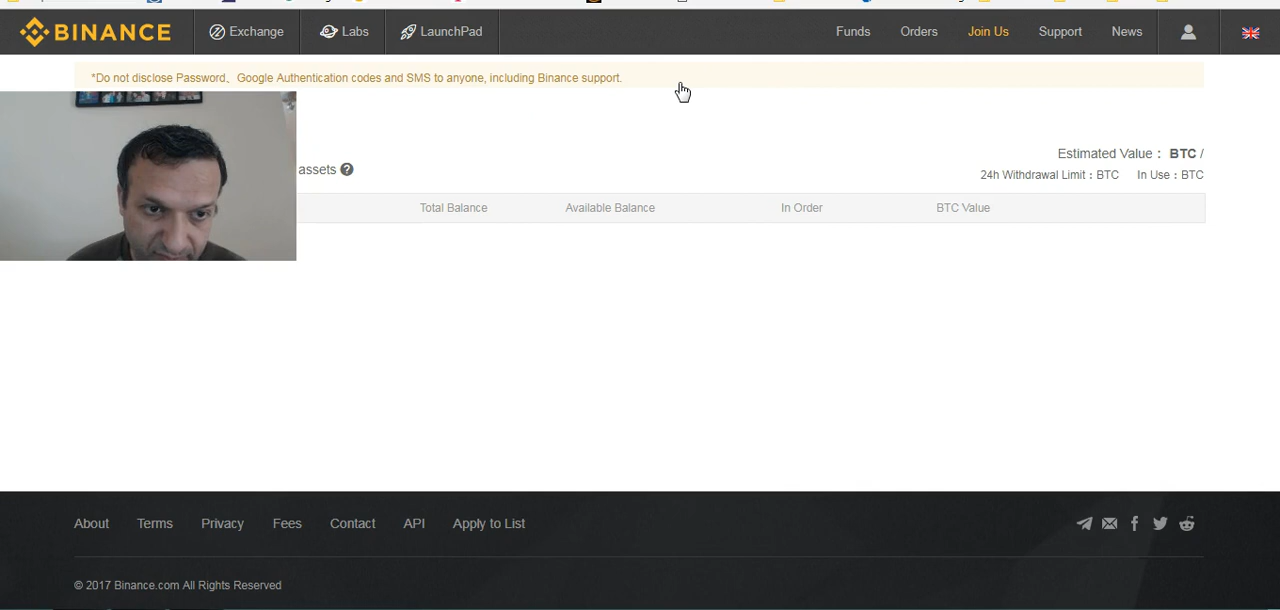 BINANCE Exchange Labs LaunchPad Funds Orders Join Us Support News
*Do not disclose Password、Google Authentication codes and SMS to anyone, including Binance support.
Estimated Value : BTC /
assets
24h Withdrawal Limit : BTC In Use : BTC
Total Balance Available Balance In Order BTC Value
About Terms Privacy Fees Contact API Apply to List
© 2017 Binance.com All Rights Reserved